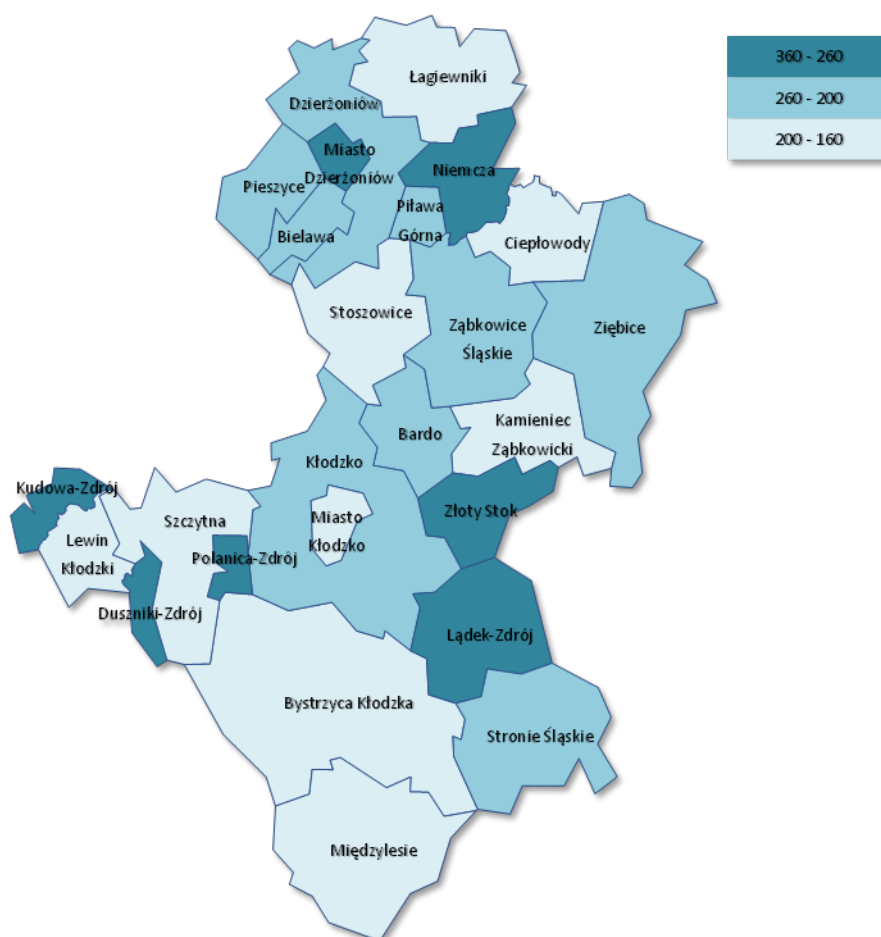 360 - 260
260 - 200
200 - 160
Łagiewniki
Dzierżoniów
Miasto
Dzierżoniów
Niemcza
Pieszyce
Piława
Górna
Bielawa
Ciepłowody
Stoszowice
Ząbkowice
Śląskie
Ziębice
Kamieniec
Ząbkowicki
Bardo
Kłodzko
Kudowa-Zdrój
Złoty Stok
Szczytna
Miasto
Kłodzko
Lewin
Kłodzki
Polanica-Zdrój
Duszniki-Zdrój
Lądek-Zdrój
Bystrzyca Kłodzka
Stronie Śląskie
Międzylesie